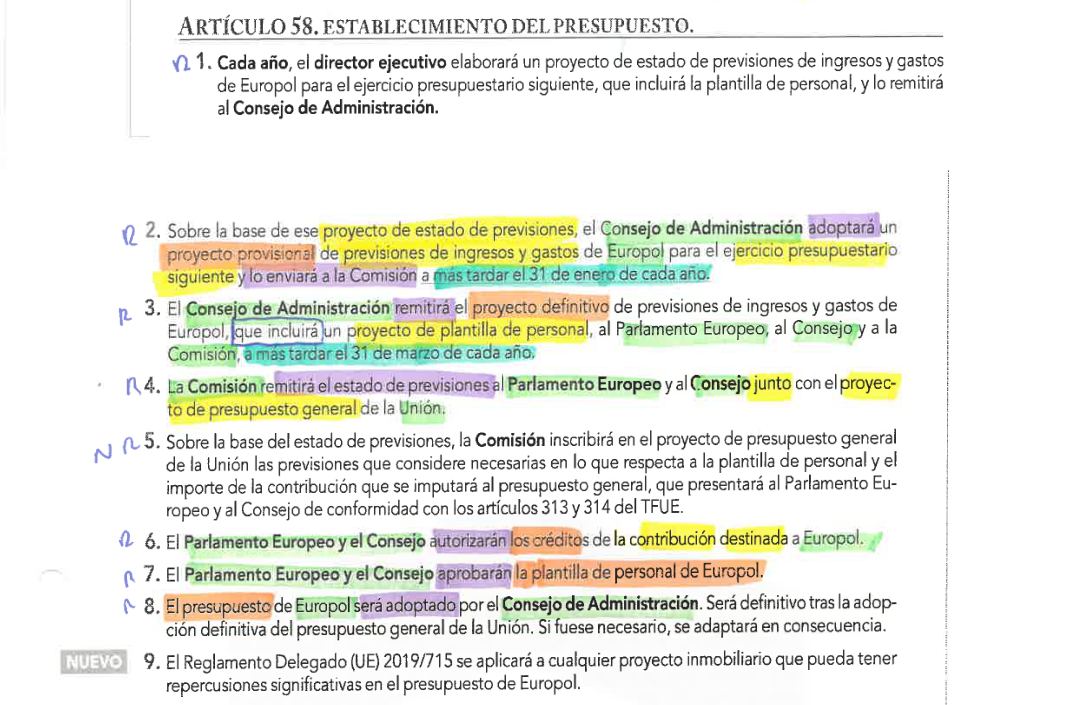 ARTÍCULO 58. ESTABLECIMIENTO DEL PRESUPUESTO.
1. Cada año, el director ejecutivo elaborará un proyecto de estado de previsiones de ingresos y gastos
de Europol para el ejercicio presupuestario siguiente, que incluirá la plantilla de personal, y lo remitirá
al Consejo de Administración.
2. Sobre la base de ese proyecto de estado de previsiones, el Consejo de Administración adoptará un
proyecto provisional de previsiones de ingresos y gastos de Europol para el ejercicio presupuestario
siguiente y lo enviará a la Comisión a más tardar el 31 de enero de cada año.
3. El Consejo de Administración remitirá el proyecto definitivo de previsiones de ingresos y gastos de
Europol, que incluirá un proyecto de plantilla de personal, al Parlamento Europeo, al Consejo y a la
Comisión, a más tardar el 31 de marzo de cada año.
4. La Comisión remitirá el estado de previsiones al Parlamento Europeo y al Consejo junto con el proyec-
to de presupuesto general de la Unión.
N 5. Sobre la base del estado de previsiones, la Comisión inscribirá en el proyecto de presupuesto general
de la Unión las previsiones que considere necesarias en lo que respecta a la plantilla de personal y el
importe de la contribución que se imputará al presupuesto general, que presentará al Parlamento Eu-
ropeo y al Consejo de conformidad con los artículos 313 y 314 del TFUE.
6. El Parlamento Europeo y el Consejo autorizarán los créditos de la contribución destinada a Europol.
7. El Parlamento Europeo y el Consejo aprobarán la plantilla de personal de Europol.
8. El presupuesto de Europol será adoptado por el Consejo de Administración. Será definitivo tras la adop-
ción definitiva del presupuesto general de la Unión. Si fuese necesario, se adaptará en consecuencia.
NUEVO 9. El Reglamento Delegado (UE) 2019/715 se aplicará a cualquier proyecto inmobiliario que pueda tener
repercusiones significativas en el presupuesto de Europol.